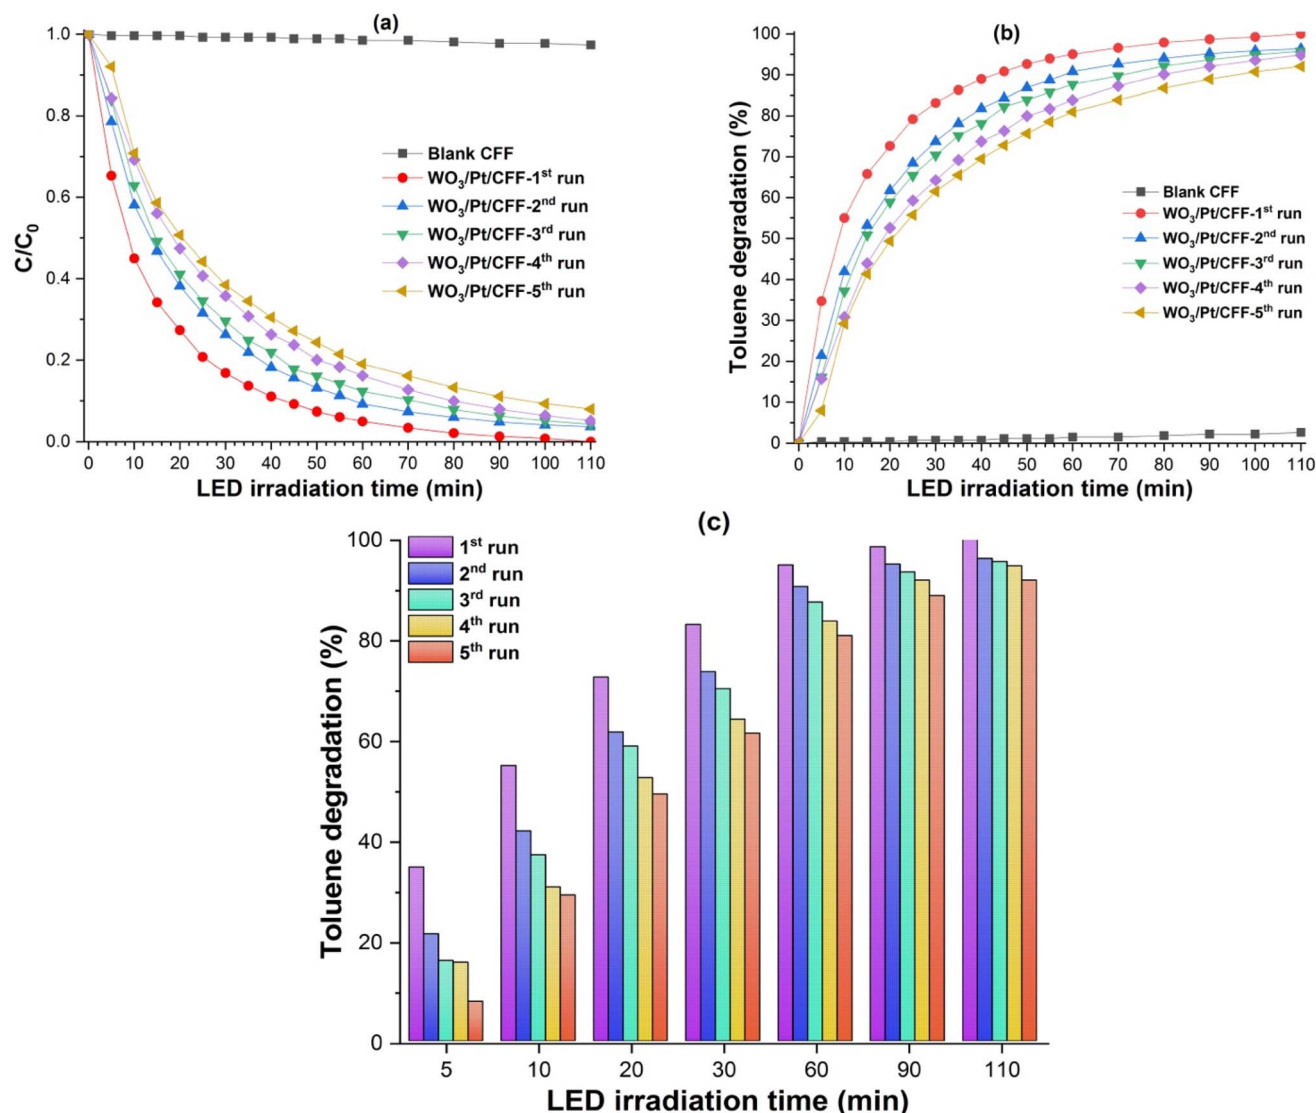 (a)
1.0
0.8
0.6
0.4
0.2
0.0
C/C₀
Blank CFF
WO₃/Pt/CFF-1ˢᵗ run
WO₃/Pt/CFF-2ⁿᵈ run
WO₃/Pt/CFF-3ʳᵈ run
WO₃/Pt/CFF-4ᵗʰ run
WO₃/Pt/CFF-5ᵗʰ run
0 10 20 30 40 50 60 70 80 90 100 110
LED irradiation time (min)
(b)
100
90
80
70
60
50
40
30
20
10
0
Toluene degradation (%)
Blank CFF
WO₃/Pt/CFF-1ˢᵗ run
WO₃/Pt/CFF-2ⁿᵈ run
WO₃/Pt/CFF-3ʳᵈ run
WO₃/Pt/CFF-4ᵗʰ run
WO₃/Pt/CFF-5ᵗʰ run
0 10 20 30 40 50 60 70 80 90 100 110
LED irradiation time (min)
(c)
100
80
60
40
20
0
Toluene degradation (%)
1ˢᵗ run
2ⁿᵈ run
3ʳᵈ run
4ᵗʰ run
5ᵗʰ run
5 10 20 30 60 90 110
LED irradiation time (min)